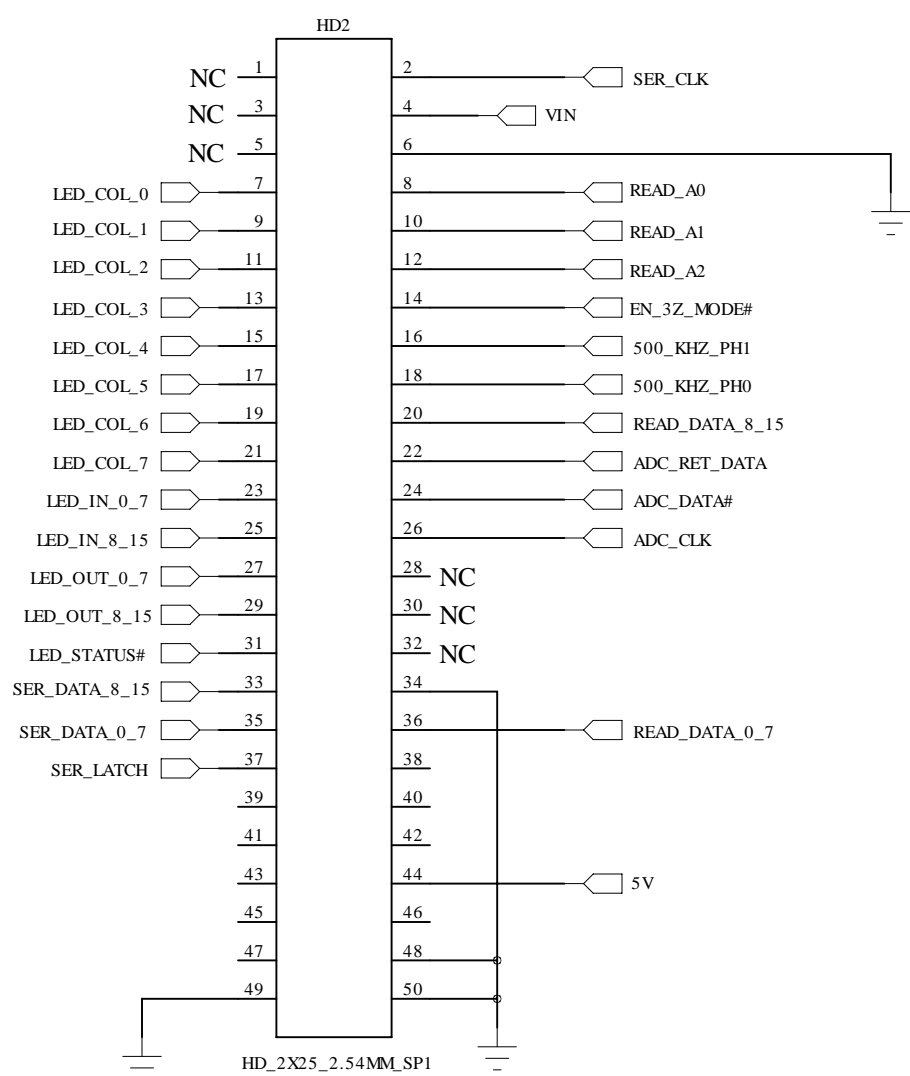 HD2
NC 1 2 SER_CLK
NC 3 4 VIN
NC 5 6
LED_COL_0 7 8 READ_A0
LED_COL_1 9 10 READ_A1
LED_COL_2 11 12 READ_A2
LED_COL_3 13 14 EN_3Z_MODE#
LED_COL_4 15 16 500_KHZ_PH1
LED_COL_5 17 18 500_KHZ_PH0
LED_COL_6 19 20 READ_DATA_8_15
LED_COL_7 21 22 ADC_RET_DATA
LED_IN_0_7 23 24 ADC_DATA#
LED_IN_8_15 25 26 ADC_CLK
LED_OUT_0_7 27 28 NC
LED_OUT_8_15 29 30 NC
LED_STATUS# 31 32 NC
SER_DATA_8_15 33 34
SER_DATA_0_7 35 36 READ_DATA_0_7
SER_LATCH 37 38
39 40
41 42
43 44 5V
45 46
47 48
49 50
HD_2X25_2.54MM_SP1